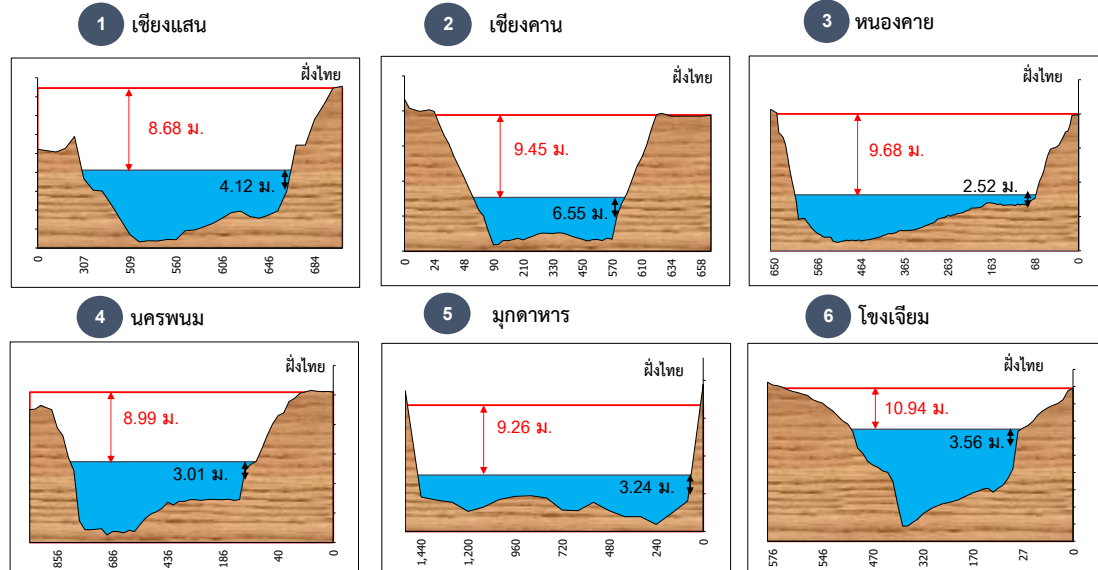 1 เชียงแสน
ฝั่งไทย
8.68 ม.
4.12 ม.
0 307 509 560 606 646 684
2 เชียงคาน
ฝั่งไทย
9.45 ม.
6.55 ม.
0 24 48 90 210 330 450 570 610 634 658
3 หนองคาย
ฝั่งไทย
9.68 ม.
2.52 ม.
650 566 464 365 263 163 68 0
4 นครพนม
ฝั่งไทย
8.99 ม.
3.01 ม.
856 686 436 186 40 0
5 มุกดาหาร
ฝั่งไทย
9.26 ม.
3.24 ม.
1,440 1,200 960 720 480 240 0
6 โขงเจียม
ฝั่งไทย
10.94 ม.
3.56 ม.
576 546 470 320 170 27 0